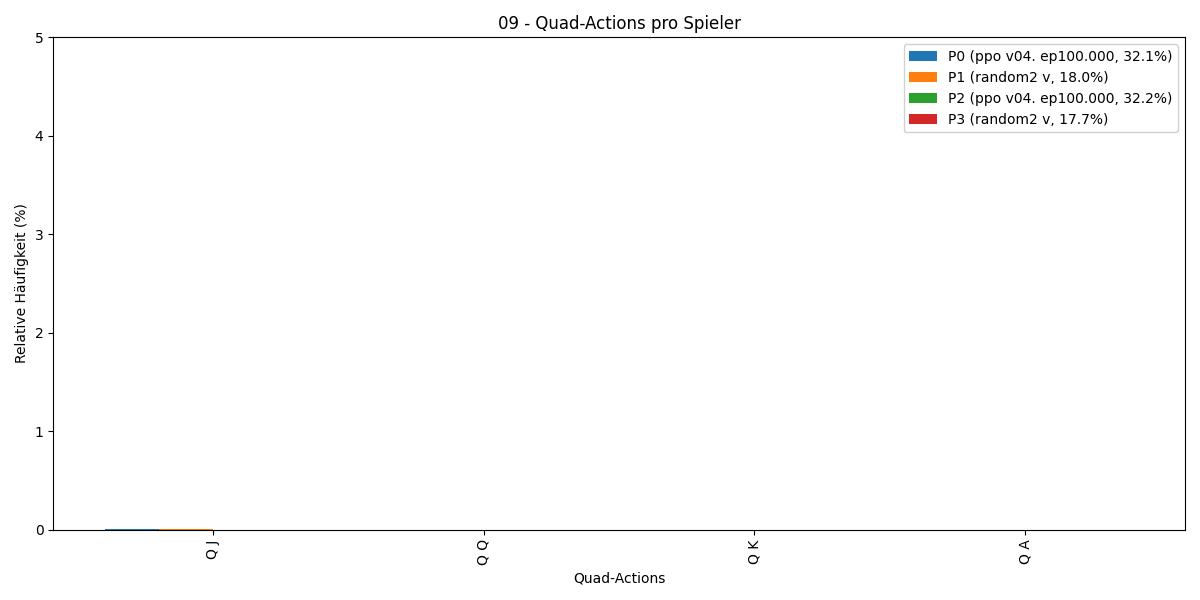 09 - Quad-Actions pro Spieler
P0 (ppo v04. ep100.000, 32.1%)
P1 (random2 v, 18.0%)
P2 (ppo v04. ep100.000, 32.2%)
P3 (random2 v, 17.7%)
Relative Häufigkeit (%)
5
4
3
2
1
0
Q J
Q Q
Q K
Q A
Quad-Actions